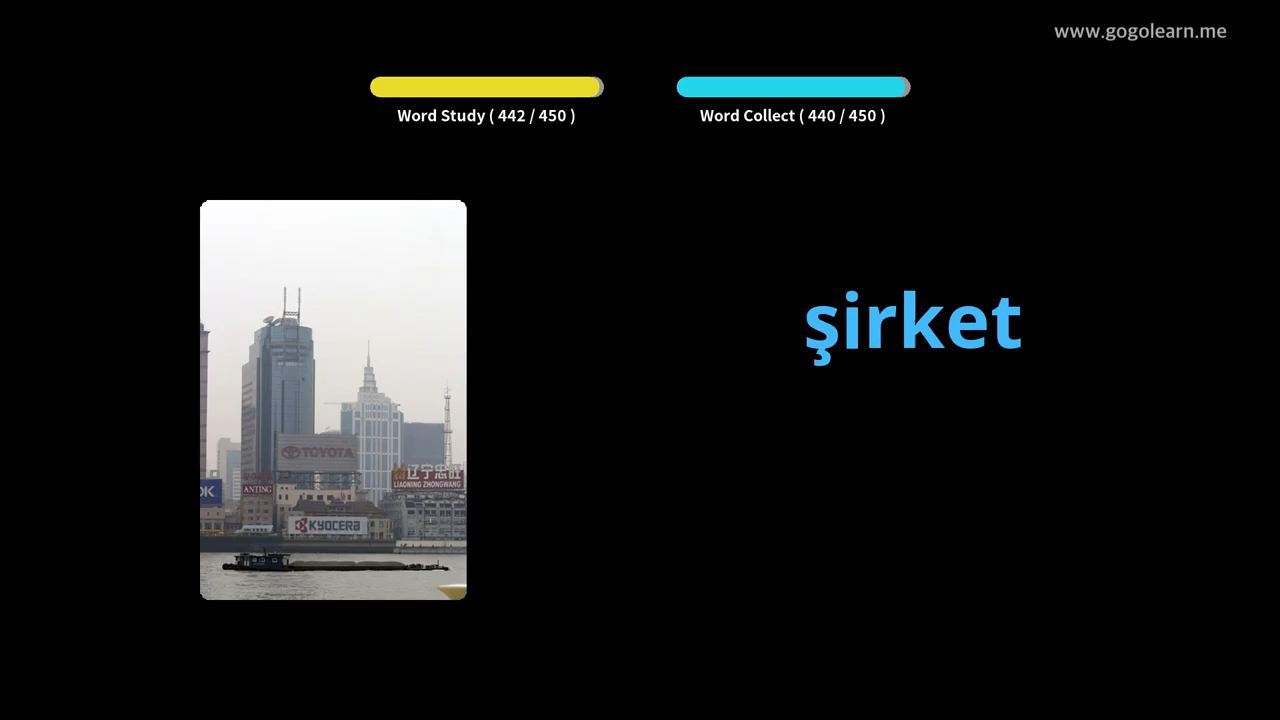 www.gogolearn.me
Word Study ( 442 / 450 )
Word Collect ( 440 / 450 )
şirket
TOYOTA
OK
ANTING
辽宁忠旺
LIAONING ZHONGWANG
KYOCERA